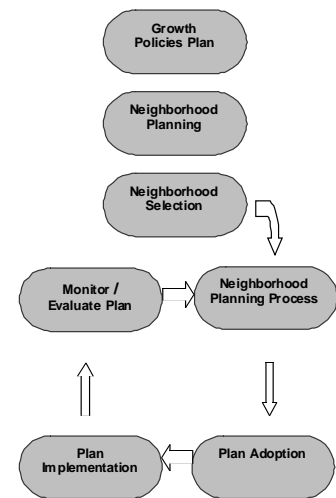 Growth
Policies Plan
Neighborhood
Planning
Neighborhood
Selection
Monitor /
Evaluate Plan
Neighborhood
Planning Process
Plan
Implementation
Plan Adoption